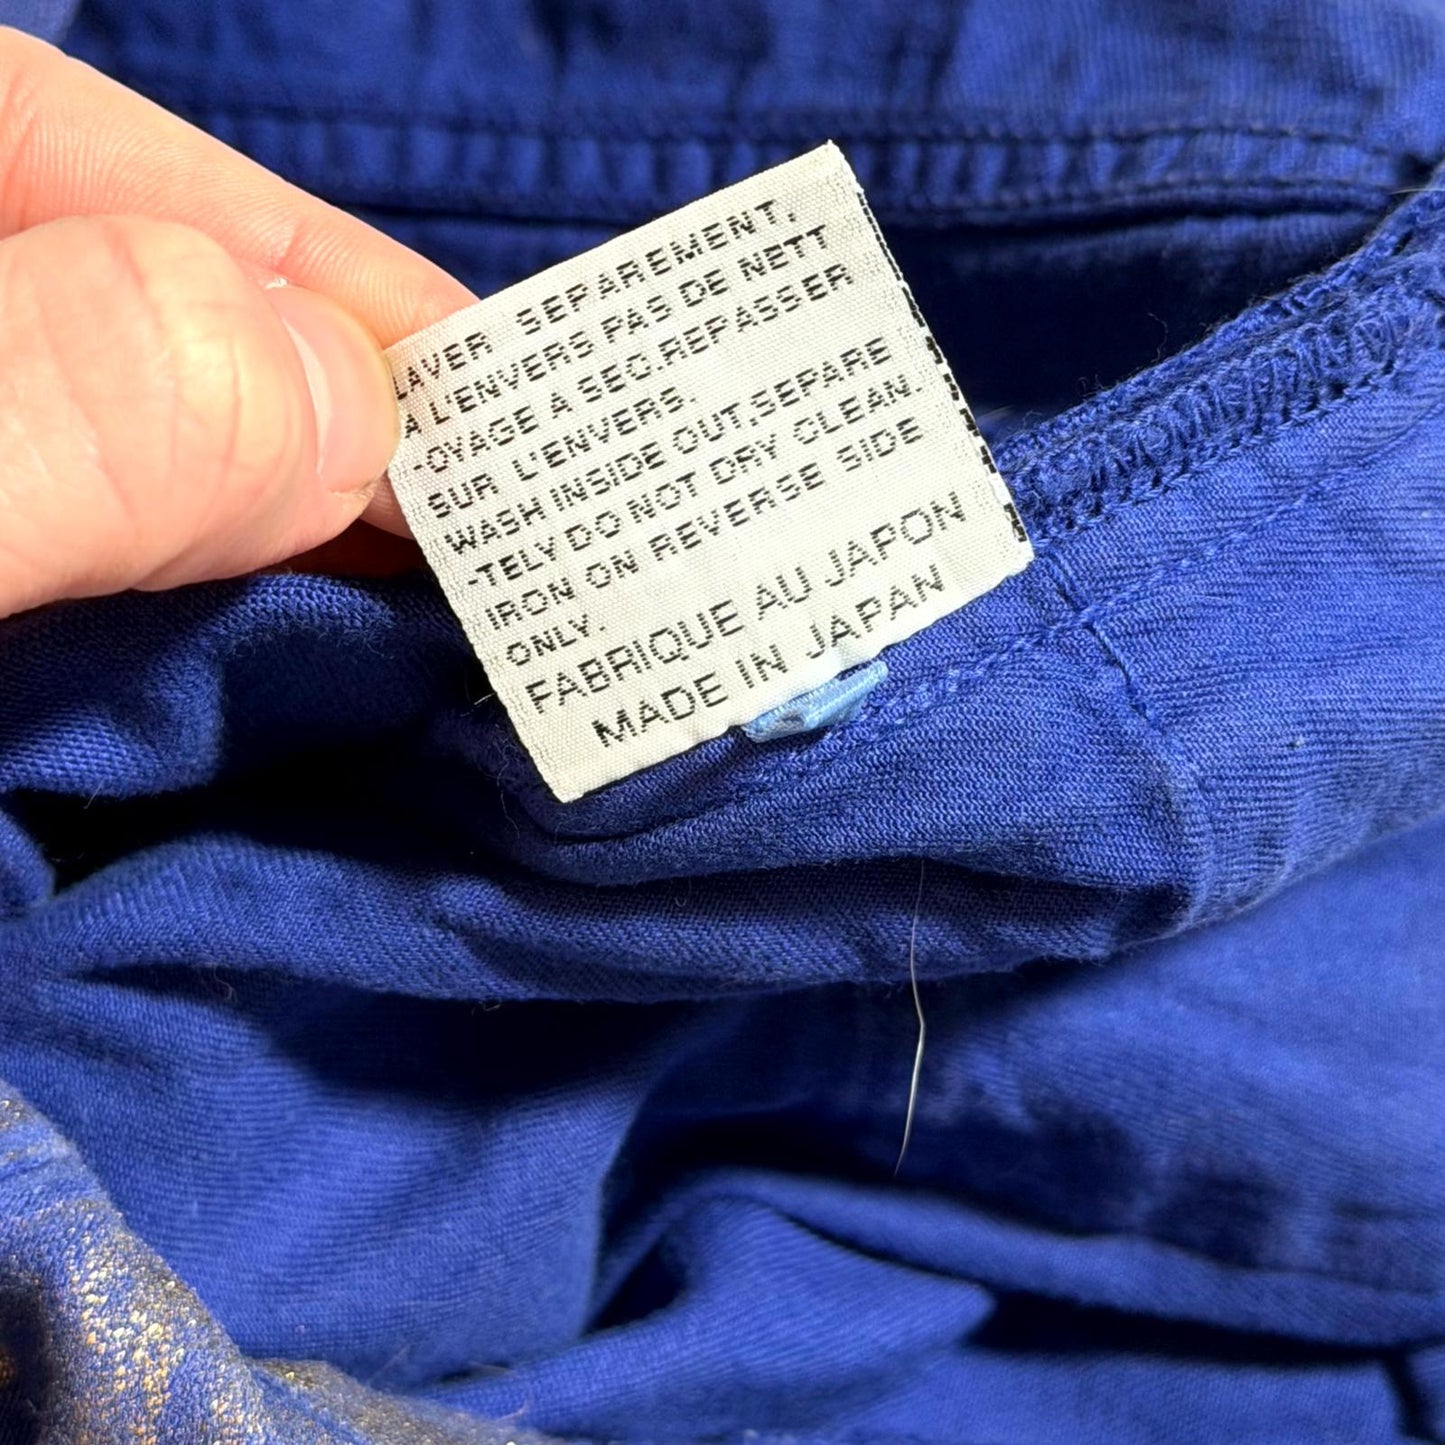 LAVER SEPAREMENT,
A L'ENVERS PAS DE NETT
-OYAGE A SEC.REPASSER
SUR L'ENVERS.
WASH INSIDE OUT,SEPARE
-TELY DO NOT DRY CLEAN.
IRON ON REVERSE SIDE
ONLY.
FABRIQUE AU JAPON
MADE IN JAPAN